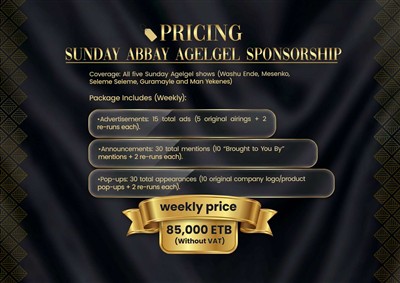 PRICING
SUNDAY ABBAY AGELGEL SPONSORSHIP
Coverage: All five Sunday Agelgel shows (Washu Ende, Mesenko,
Seleme Seleme, Guramayle and Man Yekenes)
Package Includes (Weekly):
•Advertisements: 15 total ads (5 original airings + 2
re-runs each).
•Announcements: 30 total mentions (10 "Brought to You By"
mentions + 2 re-runs each).
•Pop-ups: 30 total appearances (10 original company logo/product
pop-ups + 2 re-runs each).
weekly price
85,000 ETB
(Without VAT)